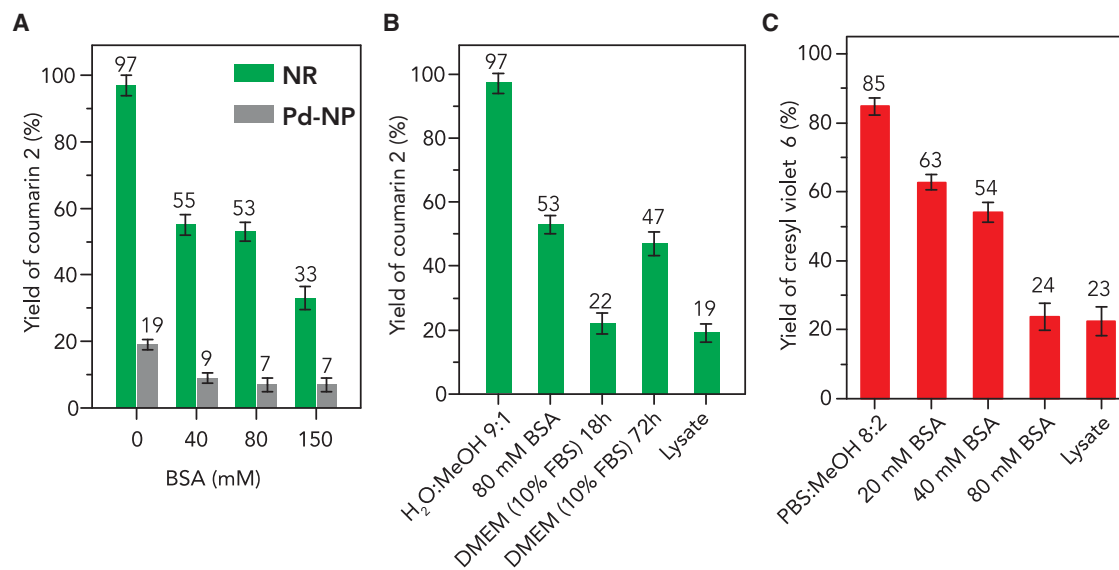 A
Yield of coumarin 2 (%)
100
80
60
40
20
0
97
19
55
9
53
7
33
7
NR
Pd-NP
0 40 80 150
BSA (mM)
B
Yield of coumarin 2 (%)
100
80
60
40
20
0
97
53
22
47
19
H₂O:MeOH 9:1
80 mM BSA
DMEM (10% FBS) 18h
DMEM (10% FBS) 72h
Lysate
C
Yield of cresyl violet 6 (%)
100
80
60
40
20
0
85
63
54
24
23
PBS:MeOH 8:2
20 mM BSA
40 mM BSA
80 mM BSA
Lysate